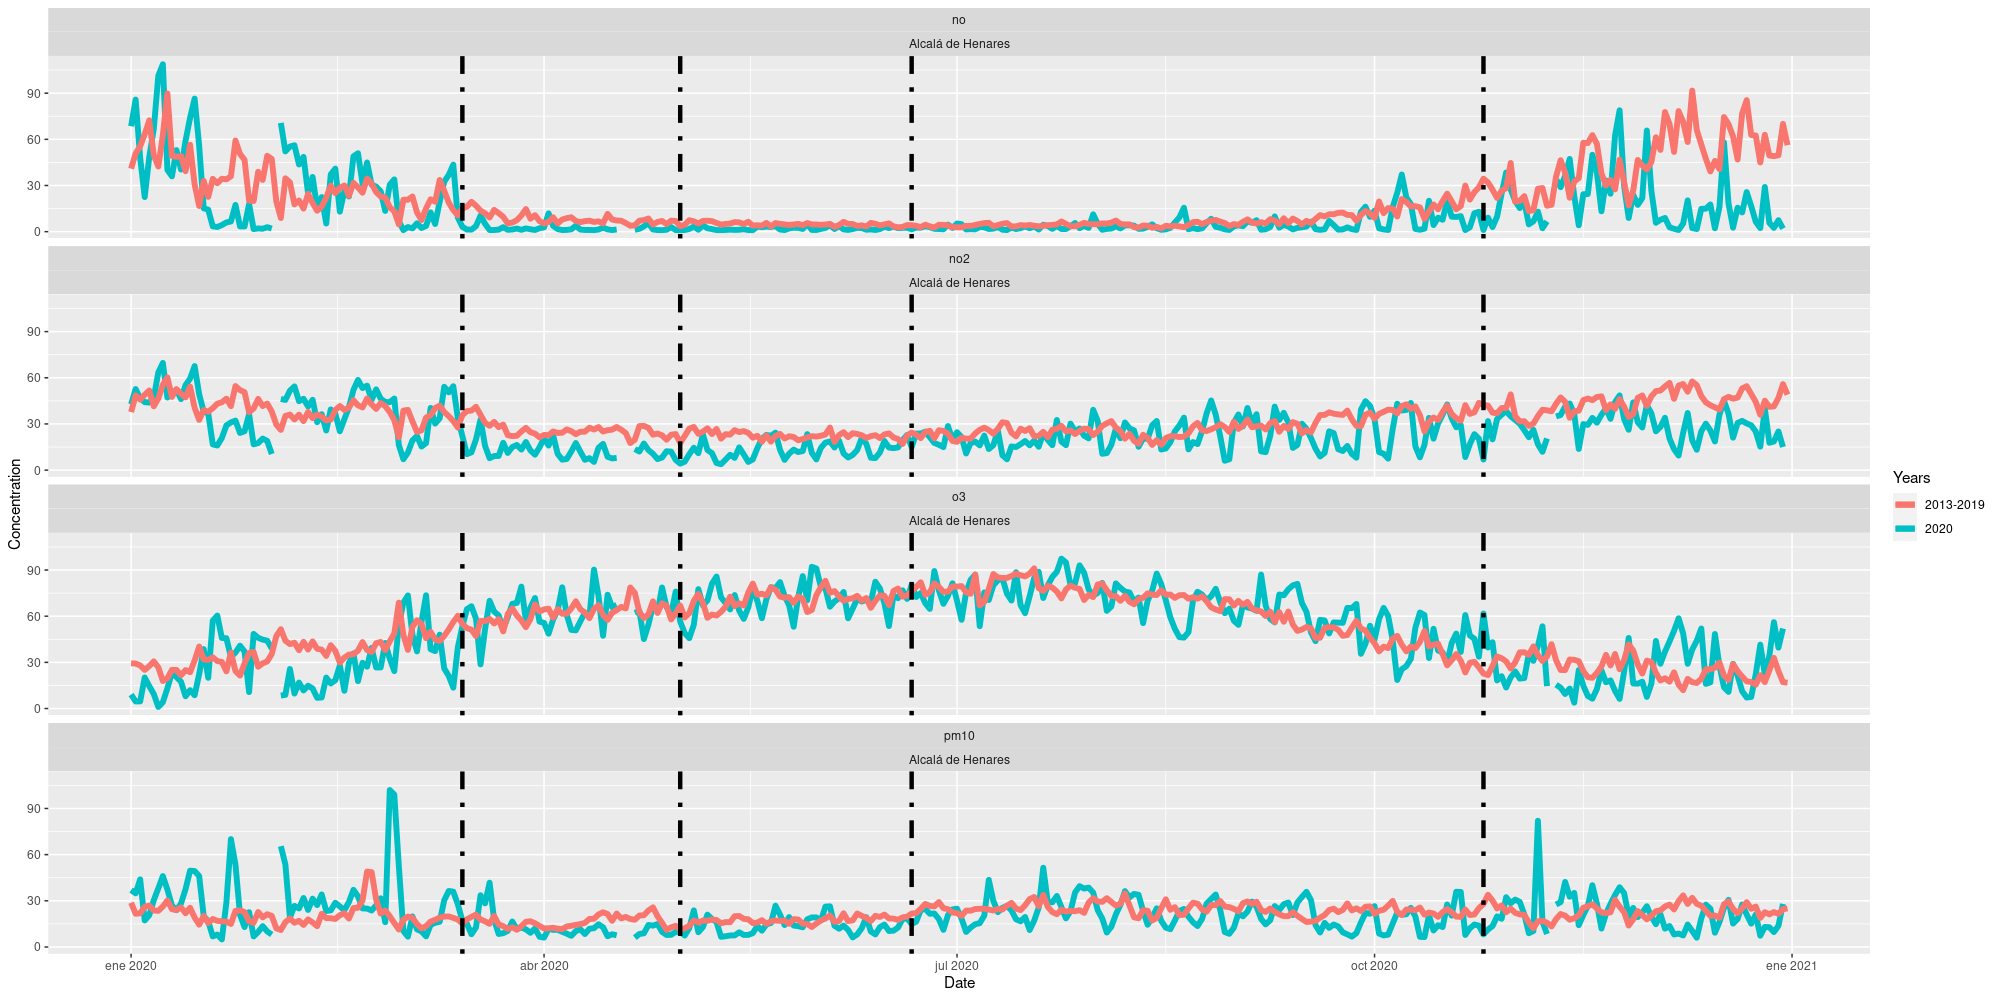 no
Alcalá de Henares
90
60
30
0
no2
Alcalá de Henares
90
60
30
0
o3
Alcalá de Henares
90
60
30
0
pm10
Alcalá de Henares
90
60
30
0
ene 2020
abr 2020
jul 2020
oct 2020
ene 2021
Date
Concentration
Years
2013-2019
2020